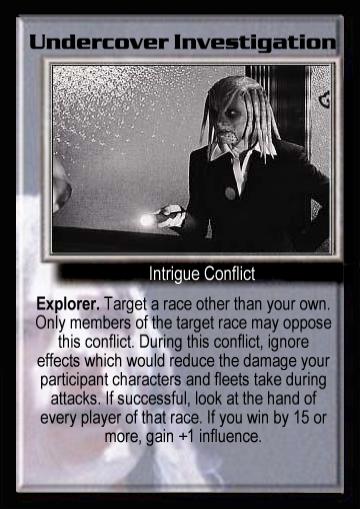 Undercover Investigation
Intrigue Conflict
Explorer. Target a race other than your own.
Only members of the target race may oppose
this conflict. During this conflict, ignore
effects which would reduce the damage your
participant characters and fleets take during
attacks. If successful, look at the hand of
every player of that race. If you win by 15 or
more, gain +1 influence.